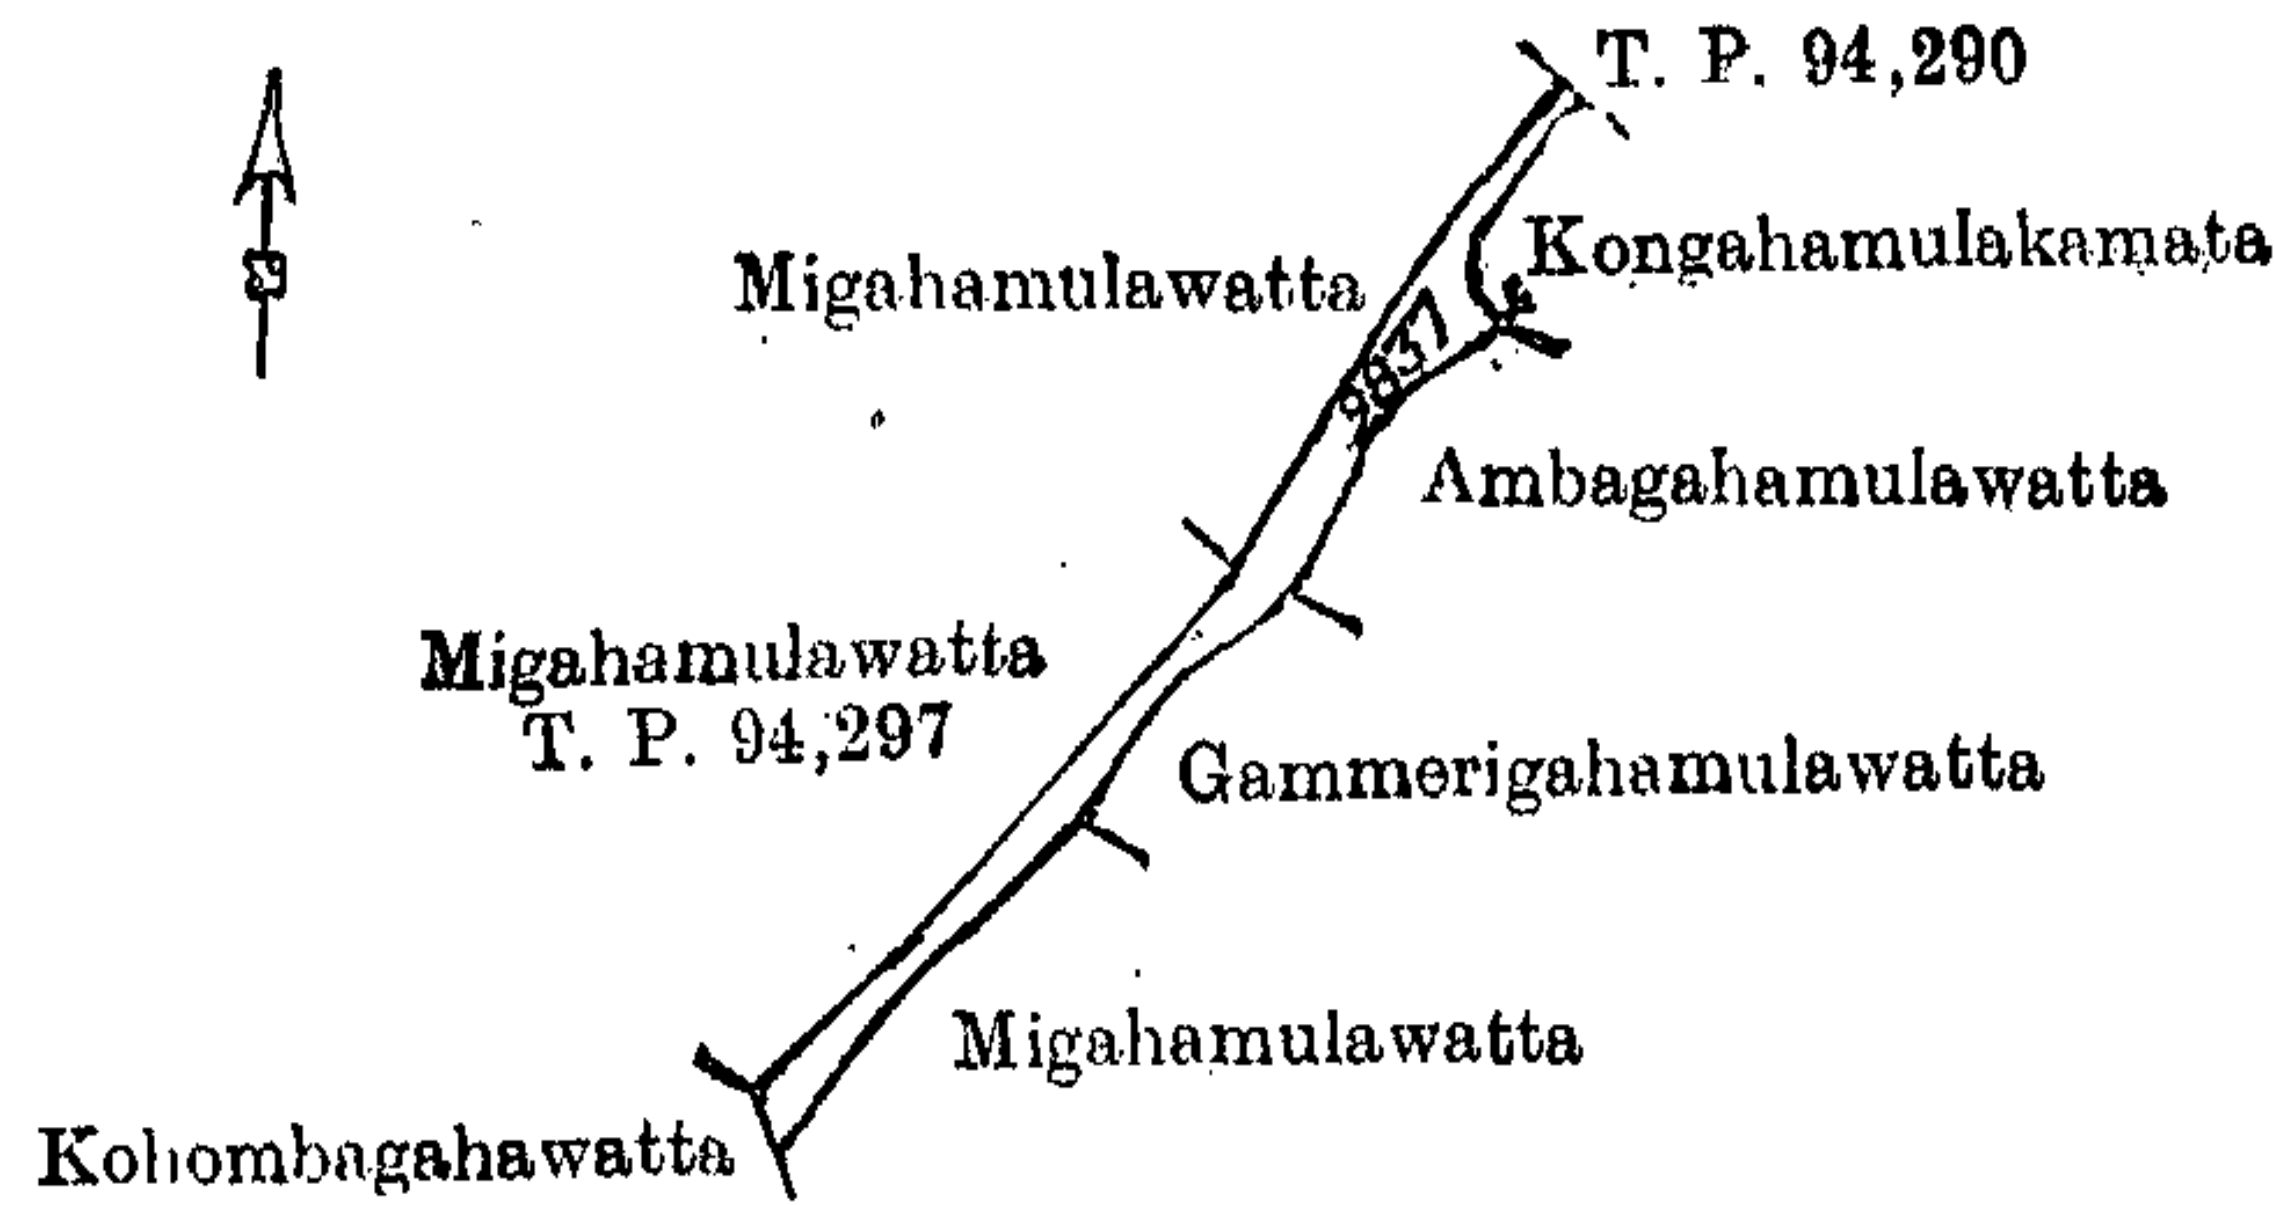 T. P. 94,290
Kongahamulakamata
Migahamulawatta
9837
Ambagahamulawatta
Migahamulawatta
T. P. 94,297
Gammerigahamulawatta
Migahamulawatta
Kohombagahawatta